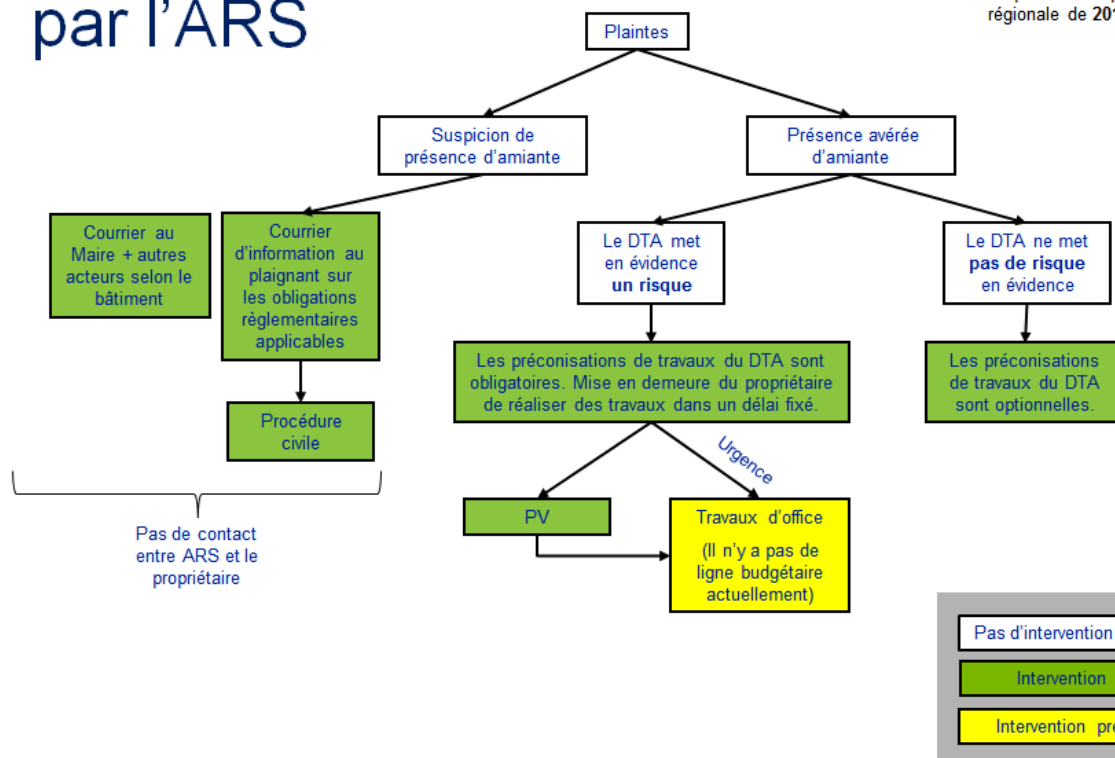 par l'ARS
régionale de
Plaintes
Suspicion de
présence d'amiante
Présence avérée
d'amiante
Courrier au
Maire + autres
acteurs selon le
bâtiment
Courrier
d'information au
plaignant sur
les obligations
règlementaires
applicables
Le DTA met
en évidence
un risque
Le DTA ne met
pas de risque
en évidence
Les préconisations de travaux du DTA sont
obligatoires. Mise en demeure du propriétaire
de réaliser des travaux dans un délai fixé.
Les préconisations
de travaux du DTA
sont optionnelles.
Procédure
civile
Urgence
Pas de contact
entre ARS et le
propriétaire
PV
Travaux d'office
(Il n'y a pas de
ligne budgétaire
actuellement)
Pas d'intervention
Intervention
Intervention